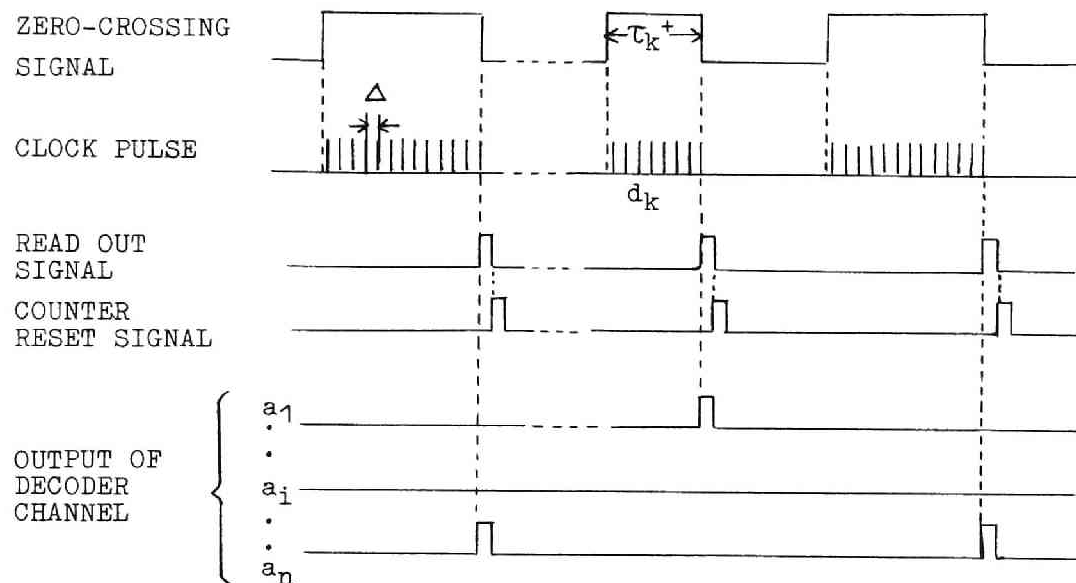 ZERO-CROSSING
SIGNAL
τk+
Δ
CLOCK PULSE
dk
READ OUT
SIGNAL
COUNTER
RESET SIGNAL
OUTPUT OF
DECODER
CHANNEL
a1
ai
an